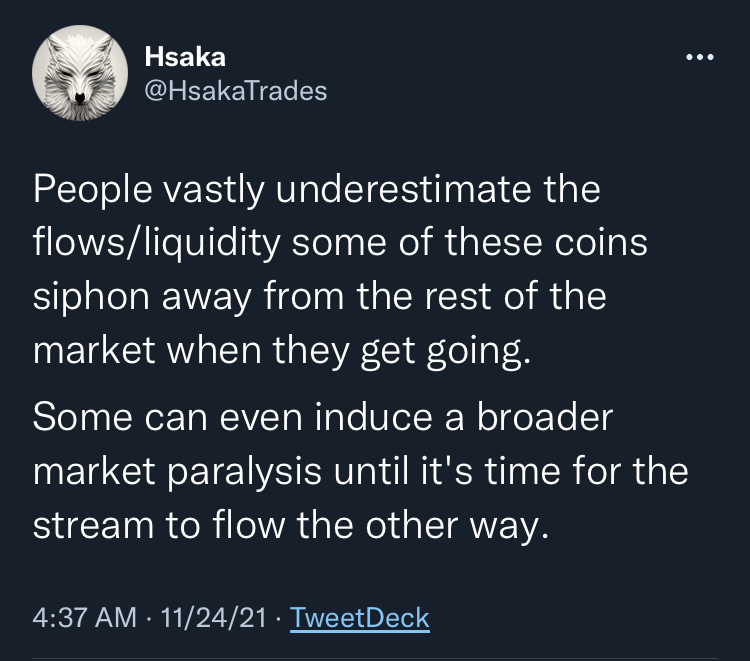 Hsaka
@HsakaTrades
People vastly underestimate the
flows/liquidity some of these coins
siphon away from the rest of the
market when they get going.
Some can even induce a broader
market paralysis until it's time for the
stream to flow the other way.
4:37 AM · 11/24/21 · TweetDeck